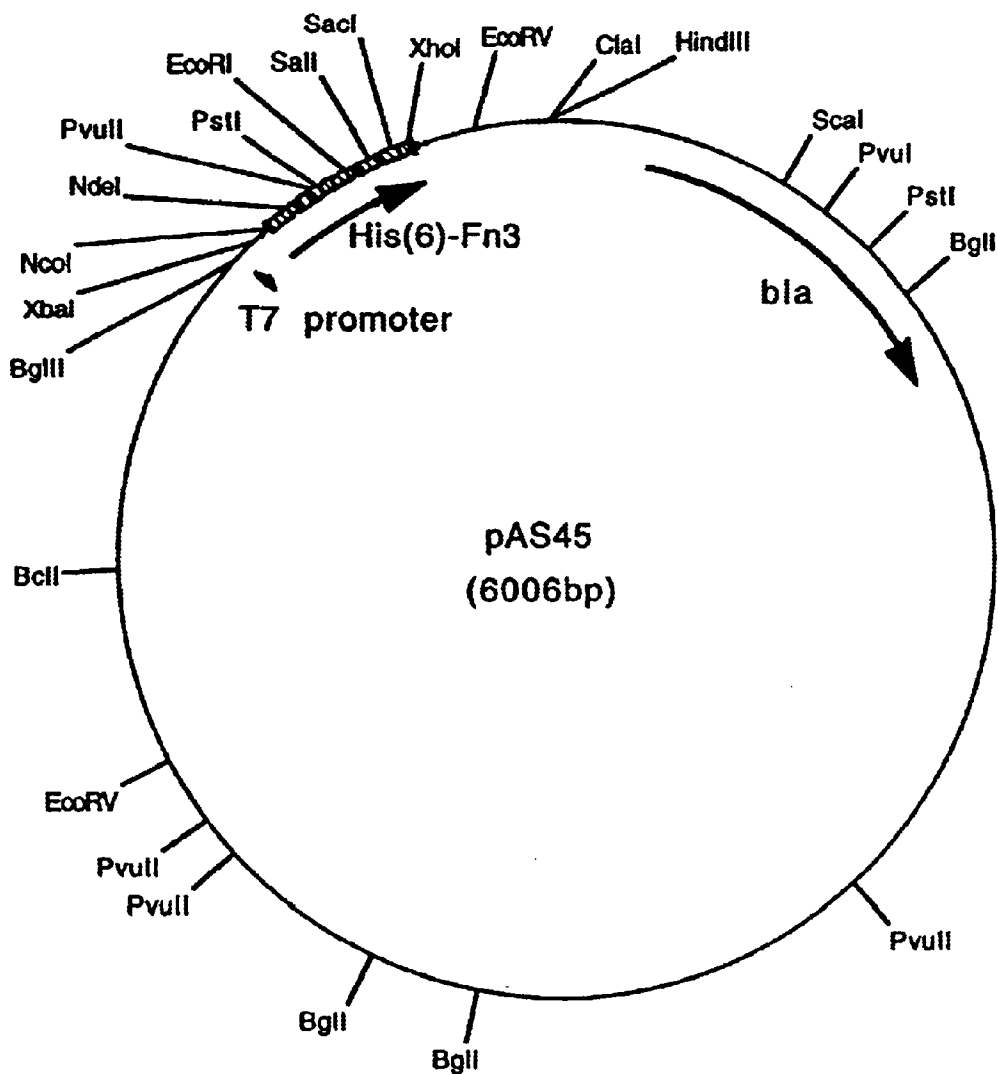 SacI
XhoI
EcoRV
ClaI
HindIII
EcoRI
SalI
PvuII
PstI
NdeI
ScaI
PvuI
PstI
BglI
NcoI
His(6)-Fn3
XbaI
T7 promoter
bla
BglII
pAS45
(6006bp)
BclI
EcoRV
PvuII
PvuII
PvuII
BglI
BglI